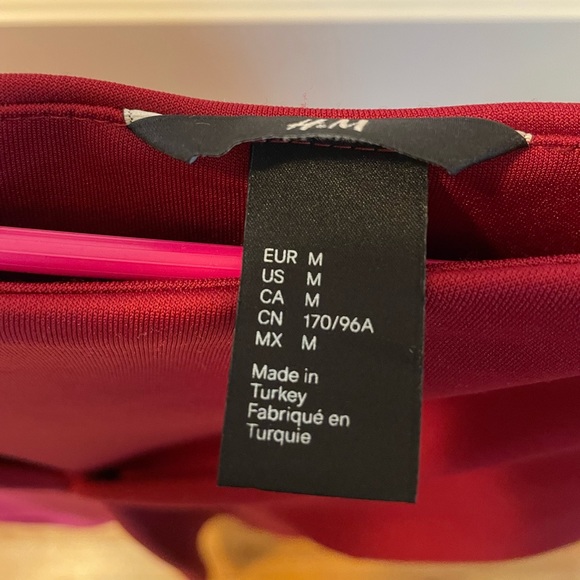 H&M
EUR M
US M
CA M
CN 170/96A
MX M
Made in
Turkey
Fabriqué en
Turquie